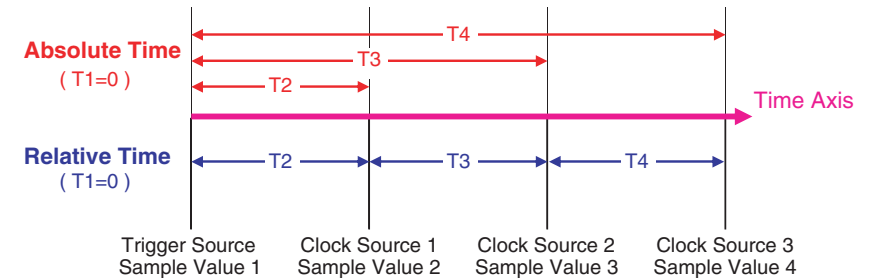 T4
Absolute Time
T3
( T1=0 )
T2
Time Axis
Relative Time
T2
T3
T4
( T1=0 )
Trigger Source
Sample Value 1
Clock Source 1
Sample Value 2
Clock Source 2
Sample Value 3
Clock Source 3
Sample Value 4